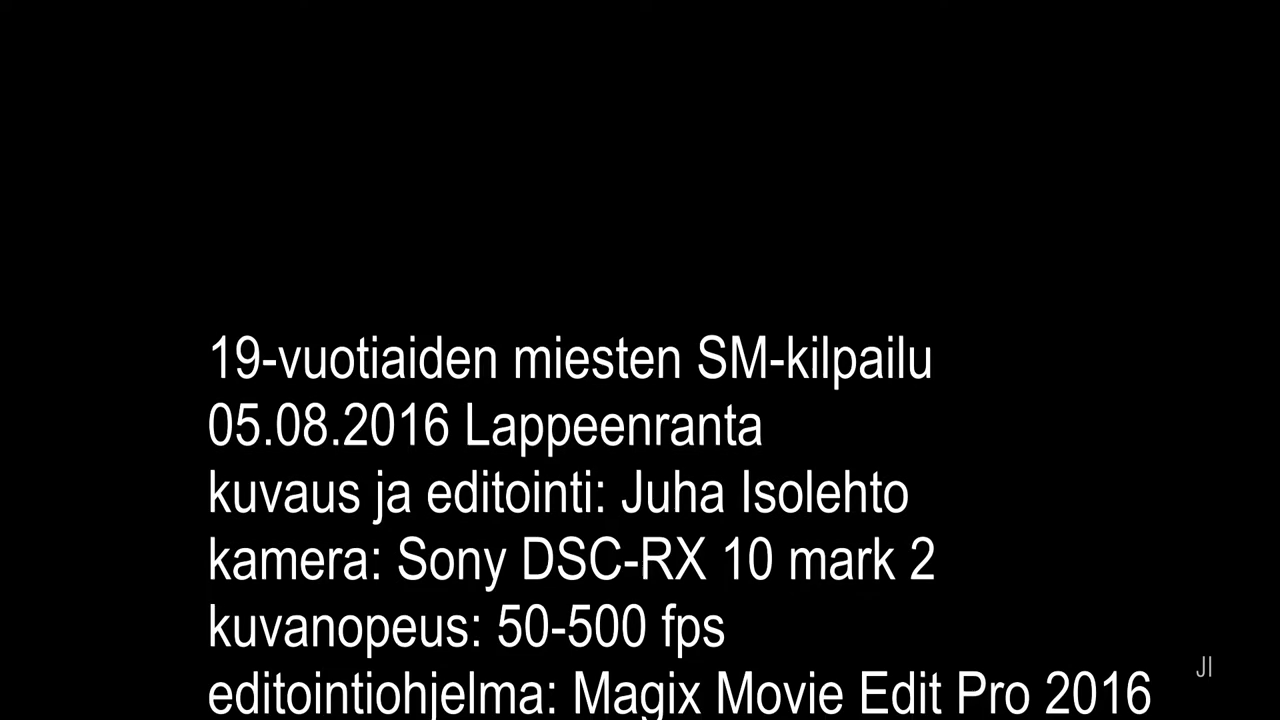 19-vuotiaiden miesten SM-kilpailu
05.08.2016 Lappeenranta
kuvaus ja editointi: Juha Isolehto
kamera: Sony DSC-RX 10 mark 2
kuvanopeus: 50-500 fps
editointiohjelma: Magix Movie Edit Pro 2016
JI